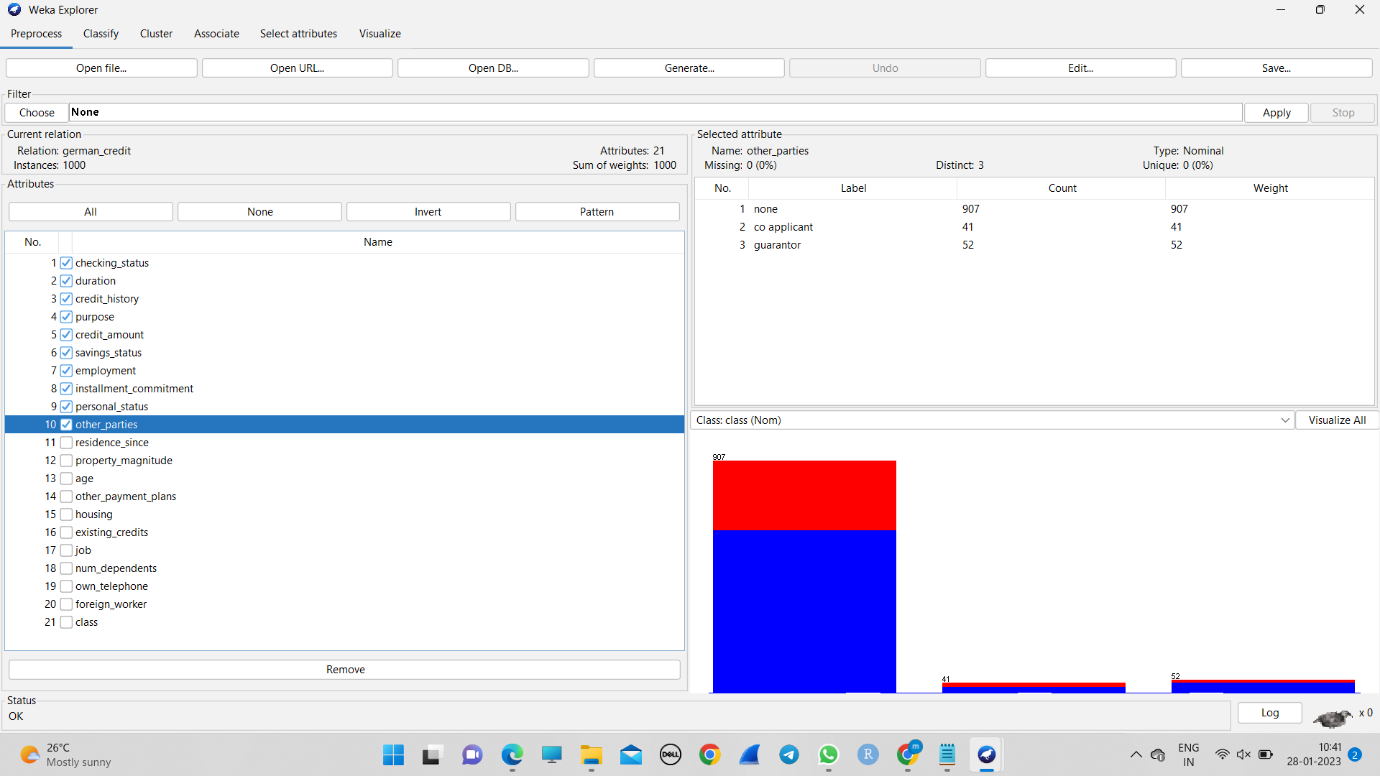 Weka Explorer
Preprocess Classify Cluster Associate Select attributes Visualize
Open file... Open URL... Open DB... Generate... Undo Edit... Save...
Filter
Choose None Apply Stop
Current relation
Relation: german_credit Attributes: 21
Instances: 1000 Sum of weights: 1000
Attributes
All None Invert Pattern
No. Name
1 checking_status
2 duration
3 credit_history
4 purpose
5 credit_amount
6 savings_status
7 employment
8 installment_commitment
9 personal_status
10 other_parties
11 residence_since
12 property_magnitude
13 age
14 other_payment_plans
15 housing
16 existing_credits
17 job
18 num_dependents
19 own_telephone
20 foreign_worker
21 class
Remove
Selected attribute
Name: other_parties Type: Nominal
Missing: 0 (0%) Distinct: 3 Unique: 0 (0%)
No. Label Count Weight
1 none 907 907
2 co applicant 41 41
3 guarantor 52 52
Class: class (Nom) Visualize All
907
41
52
Status
OK
Log x 0
26°C
Mostly sunny
DELL
R
m
ENG
IN
10:41
28-01-2023
2